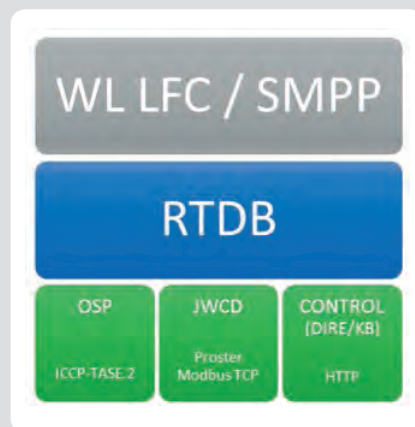 WL LFC / SMPP
RTDB
OSP
ICCP-TASE.2
JWCD
Proster
Modbus TCP
CONTROL
(DIRE/KB)
HTTP